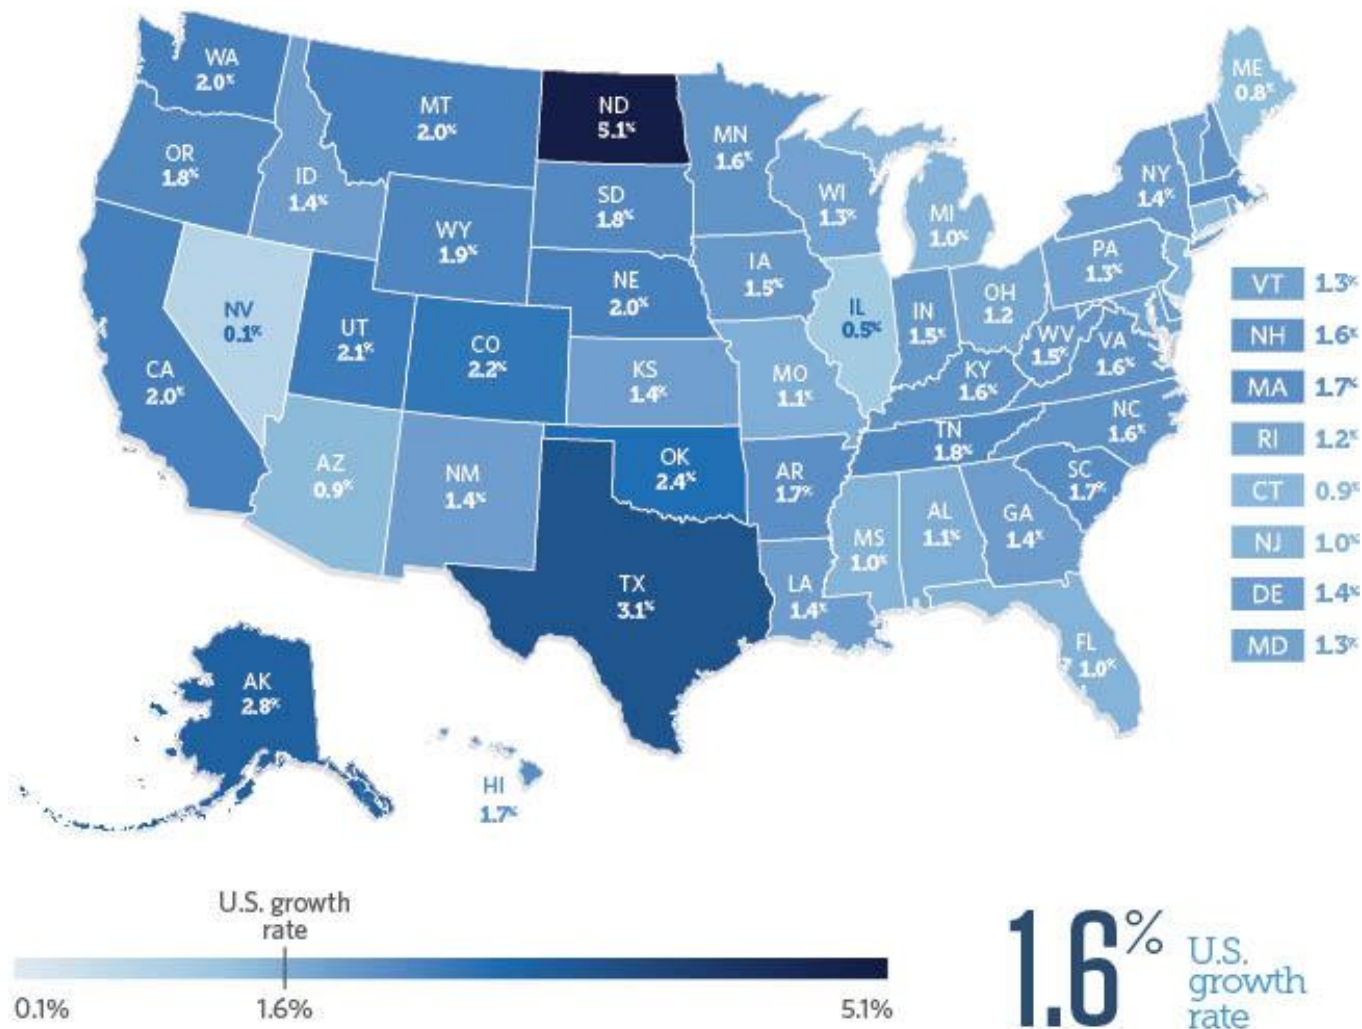 WA
2.0%
MT
2.0%
ND
5.1%
MN
1.6%
ME
0.8%
OR
1.8%
ID
1.4%
SD
1.8%
WI
1.3%
MI
1.0%
NY
1.4%
WY
1.9%
NE
2.0%
IA
1.5%
PA
1.3%
NV
0.1%
UT
2.1%
CO
2.2%
KS
1.4%
MO
1.1%
IL
0.5%
IN
1.5%
OH
1.2
WV
1.5%
VA
1.6%
KY
1.6%
CA
2.0%
AZ
0.9%
NM
1.4%
OK
2.4%
AR
1.7%
TN
1.8%
NC
1.6%
SC
1.7%
MS
1.0%
AL
1.1%
GA
1.4%
TX
3.1%
LA
1.4%
FL
1.0%
AK
2.8%
HI
1.7%
VT 1.3%
NH 1.6%
MA 1.7%
RI 1.2%
CT 0.9%
NJ 1.0%
DE 1.4%
MD 1.3%
U.S. growth
rate
0.1% 1.6% 5.1%
1.6%
U.S.
growth
rate